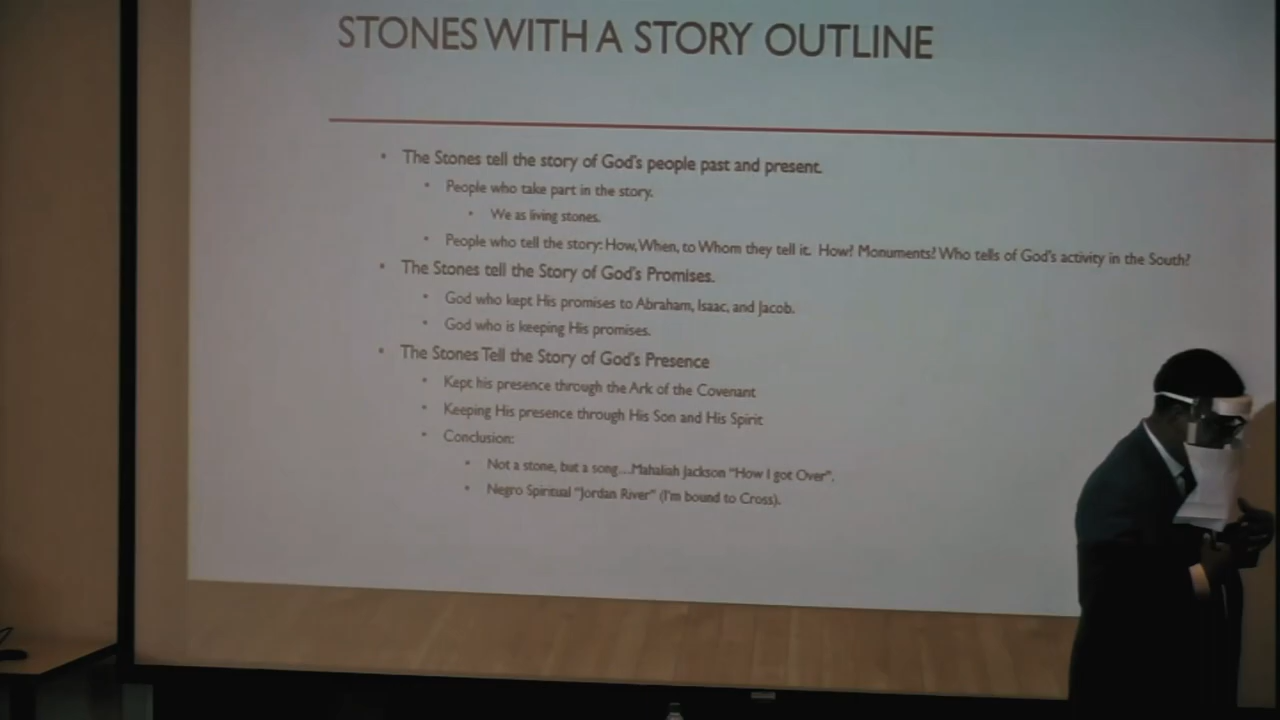 STONES WITH A STORY OUTLINE
• The Stones tell the story of God's people past and present.
• People who take part in the story.
• We as living stones.
• People who tell the story: How, When, to Whom they tell it. How? Monuments? Who tells of God's activity in the South?
• The Stones tell the Story of God's Promises.
• God who kept His promises to Abraham, Isaac, and Jacob.
• God who is keeping His promises.
• The Stones Tell the Story of God's Presence
• Kept his presence through the Ark of the Covenant
• Keeping His presence through His Son and His Spirit
• Conclusion:
• Not a stone, but a song…Mahaliah Jackson "How I got Over".
• Negro Spiritual "Jordan River" (I'm bound to Cross).